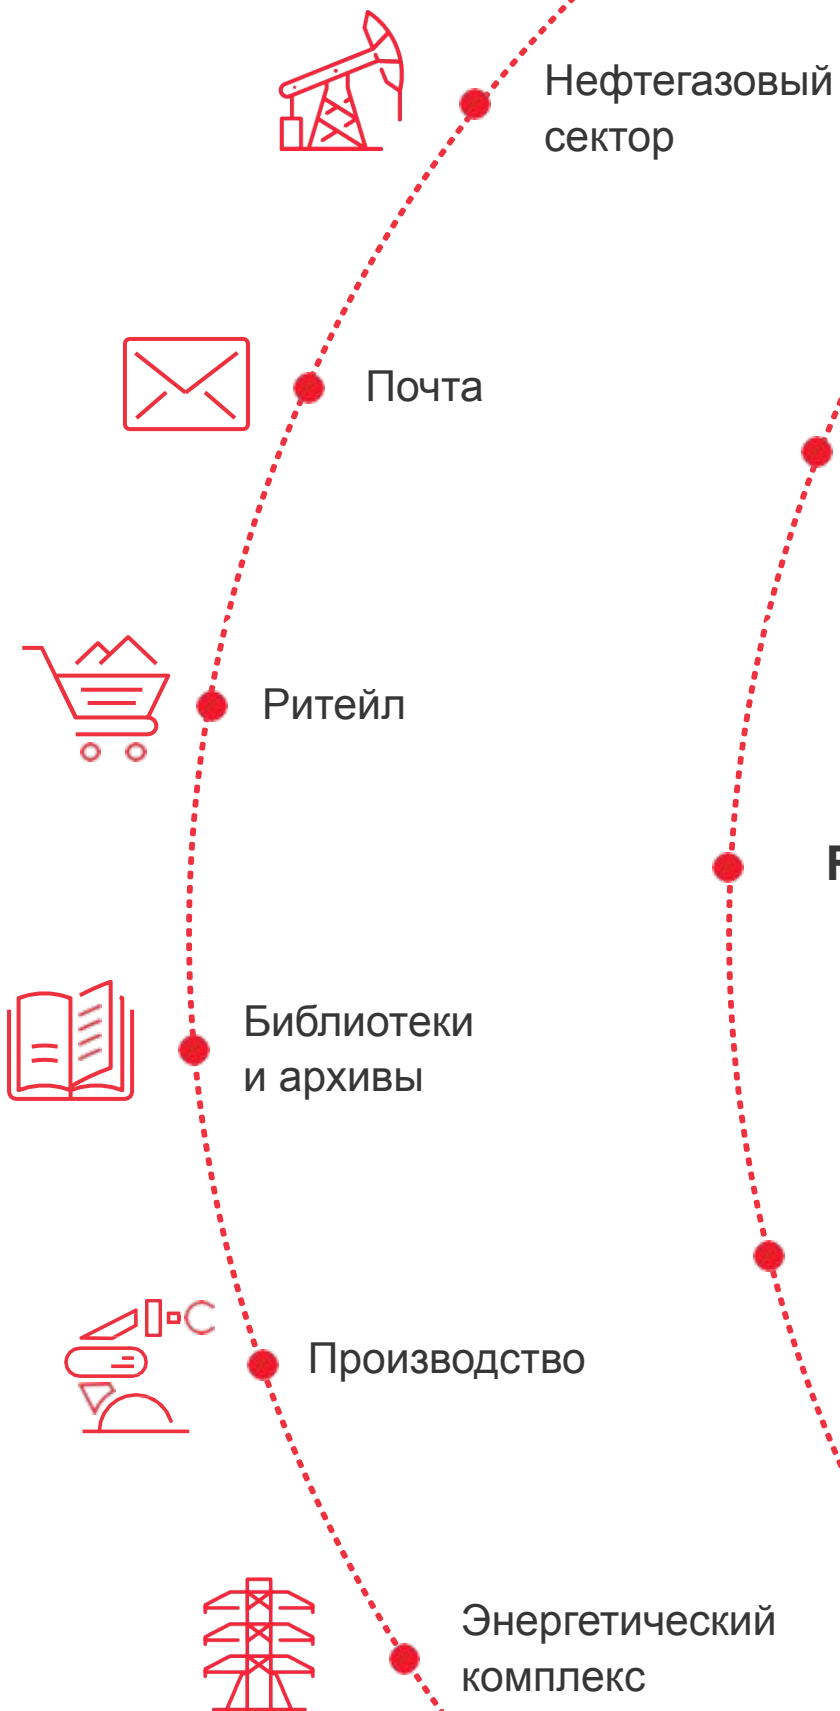 Нефтегазовый
сектор
Почта
Ритейл
Библиотеки
и архивы
Производство
Энергетический
комплекс